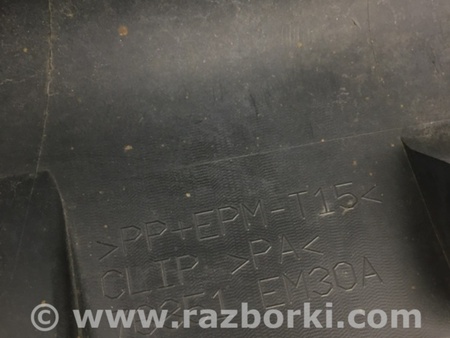 >PP+EPM-T15<
CLIP >PA<
EM30A
© www.razborki.com